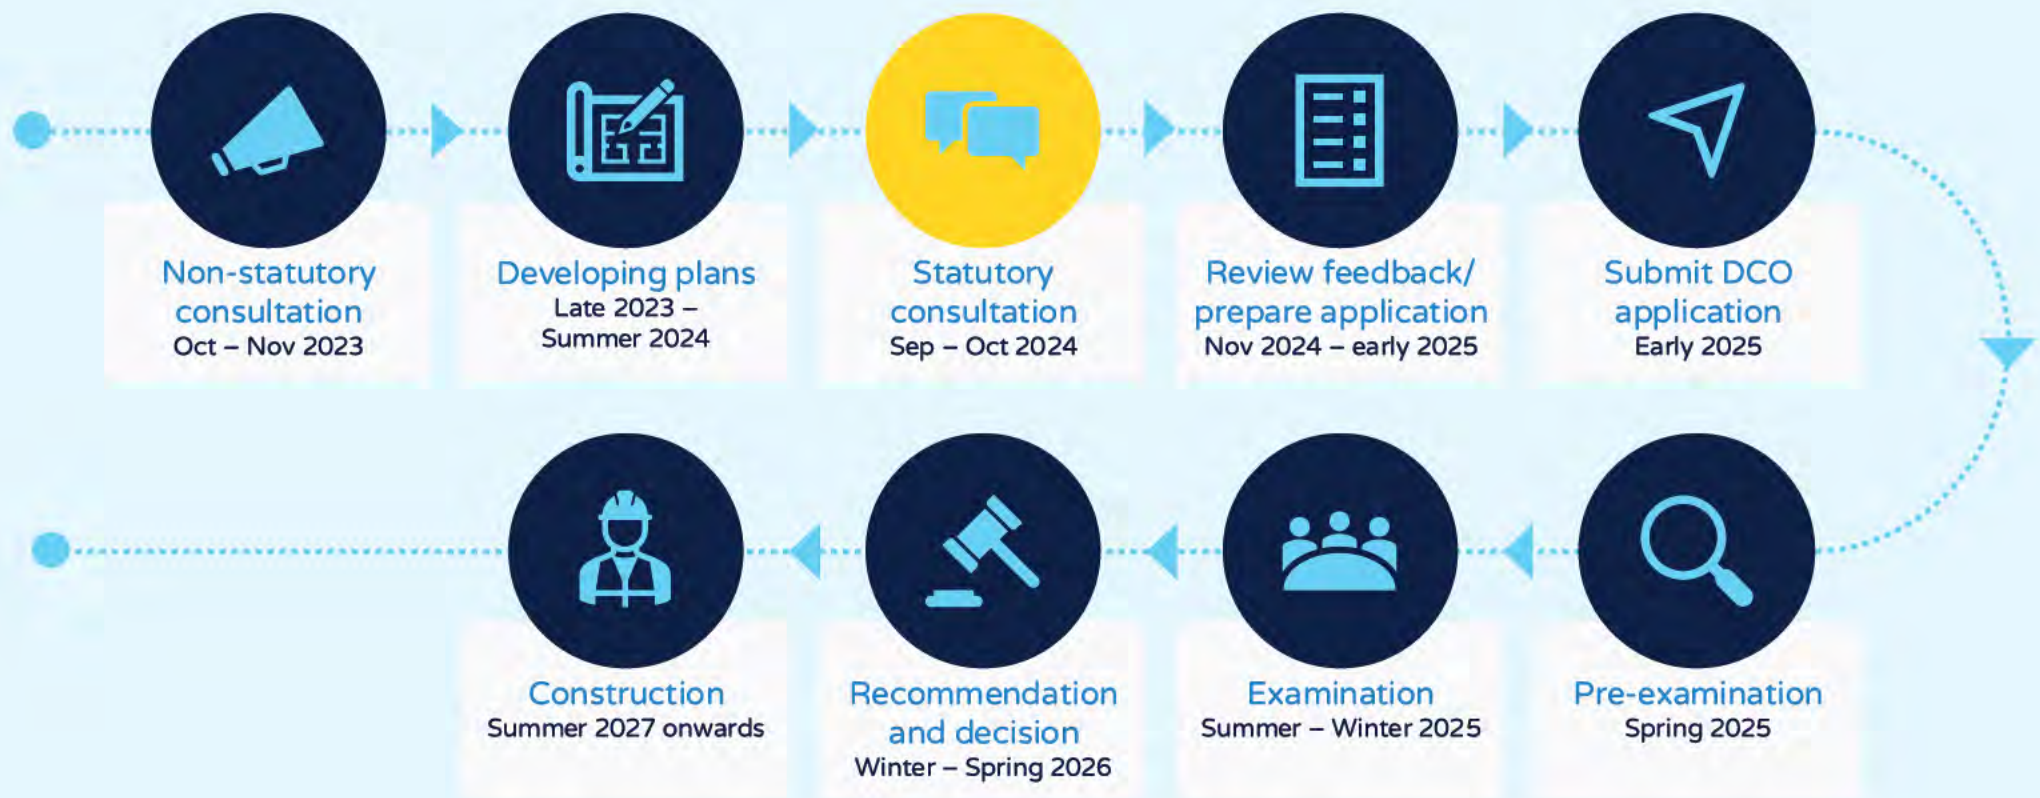 Non-statutory
consultation
Oct – Nov 2023
Developing plans
Late 2023 –
Summer 2024
Statutory
consultation
Sep – Oct 2024
Review feedback/
prepare application
Nov 2024 – early 2025
Submit DCO
application
Early 2025
Pre-examination
Spring 2025
Examination
Summer – Winter 2025
Recommendation
and decision
Winter – Spring 2026
Construction
Summer 2027 onwards